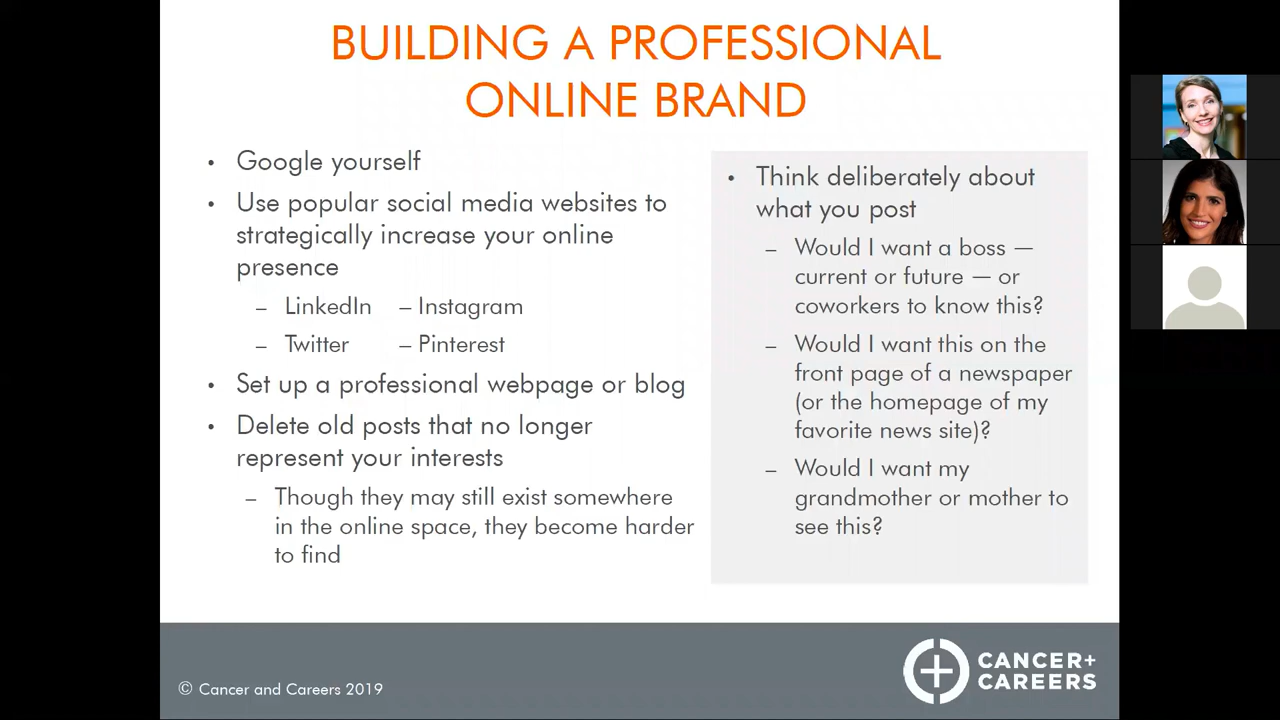 BUILDING A PROFESSIONAL
ONLINE BRAND
• Google yourself
• Use popular social media websites to
strategically increase your online
presence
– LinkedIn – Instagram
– Twitter – Pinterest
• Set up a professional webpage or blog
• Delete old posts that no longer
represent your interests
– Though they may still exist somewhere
in the online space, they become harder
to find
• Think deliberately about
what you post
– Would I want a boss —
current or future — or
coworkers to know this?
– Would I want this on the
front page of a newspaper
(or the homepage of my
favorite news site)?
– Would I want my
grandmother or mother to
see this?
© Cancer and Careers 2019
CANCER+
CAREERS